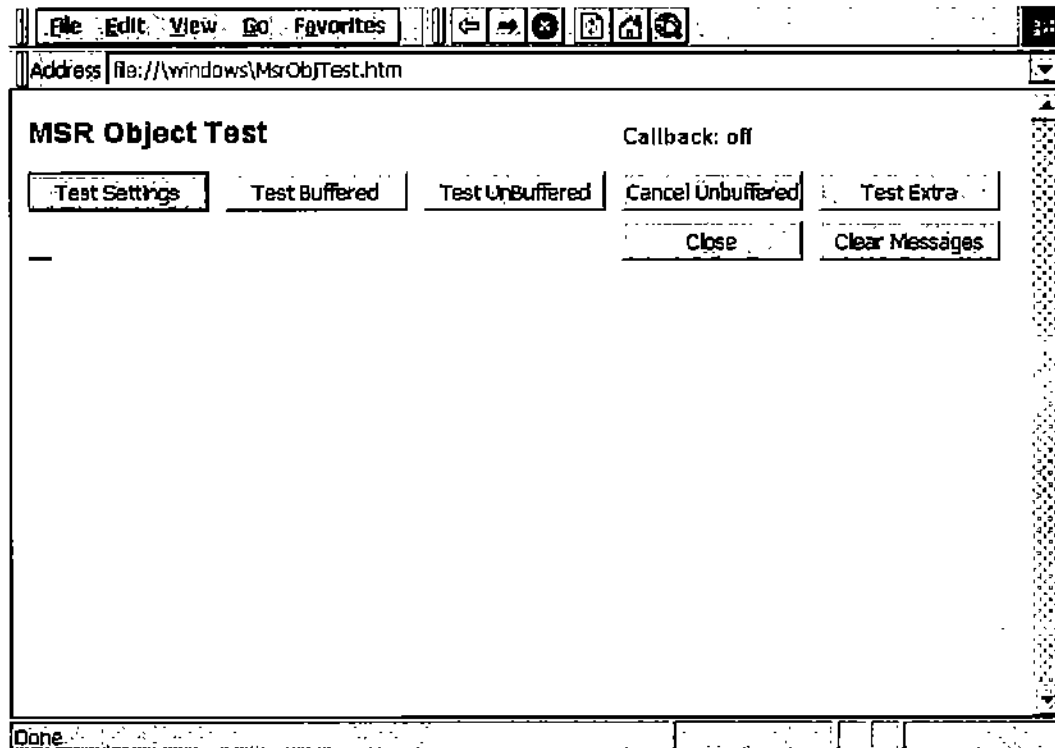 File Edit View Go Favorites
Address file://\windows\MsrObjTest.htm
MSR Object Test
Callback: off
Test Settings Test Buffered Test UnBuffered Cancel Unbuffered Test Extra
Close Clear Messages
Done